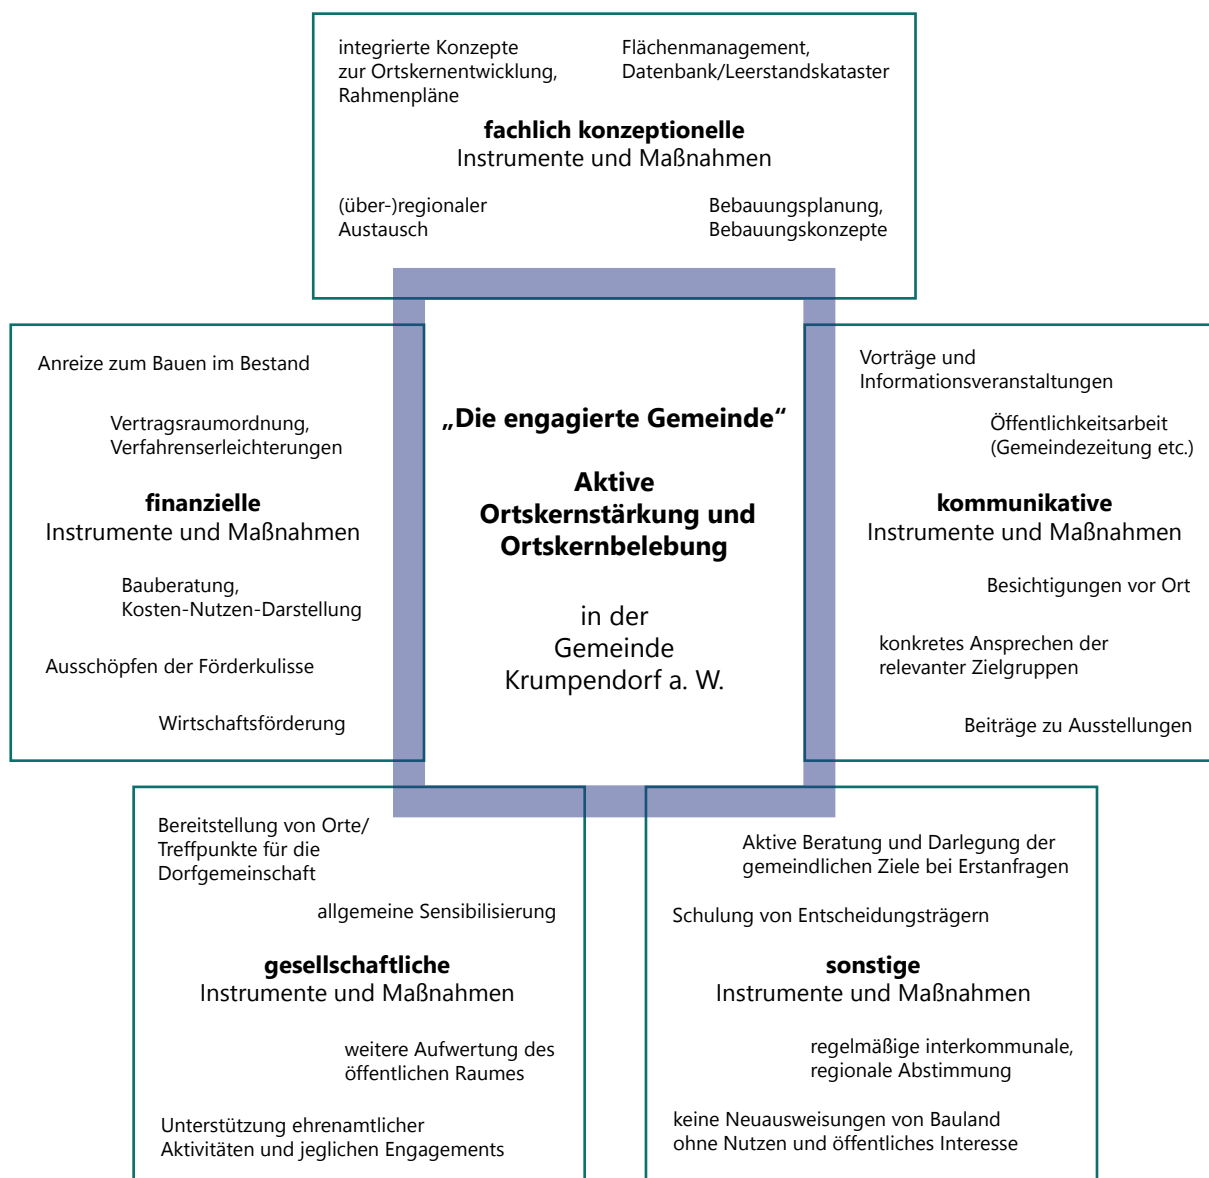 integrierte Konzepte
zur Ortskernentwicklung,
Rahmenpläne
Flächenmanagement,
Datenbank/Leerstandskataster
fachlich konzeptionelle
Instrumente und Maßnahmen
(über-)regionaler
Austausch
Bebauungsplanung,
Bebauungskonzepte
Anreize zum Bauen im Bestand
Vertragsraumordnung,
Verfahrenserleichterungen
finanzielle
Instrumente und Maßnahmen
Bauberatung,
Kosten-Nutzen-Darstellung
Ausschöpfen der Förderkulisse
Wirtschaftsförderung
„Die engagierte Gemeinde“
Aktive
Ortskernstärkung und
Ortskernbelebung
in der
Gemeinde
Krumpendorf a. W.
Vorträge und
Informationsveranstaltungen
Öffentlichkeitsarbeit
(Gemeindezeitung etc.)
kommunikative
Instrumente und Maßnahmen
Besichtigungen vor Ort
konkretes Ansprechen der
relevanter Zielgruppen
Beiträge zu Ausstellungen
Bereitstellung von Orte/
Treffpunkte für die
Dorfgemeinschaft
allgemeine Sensibilisierung
gesellschaftliche
Instrumente und Maßnahmen
weitere Aufwertung des
öffentlichen Raumes
Unterstützung ehrenamtlicher
Aktivitäten und jeglichen Engagements
Aktive Beratung und Darlegung der
gemeindlichen Ziele bei Erstanfragen
Schulung von Entscheidungsträgern
sonstige
Instrumente und Maßnahmen
regelmäßige interkommunale,
regionale Abstimmung
keine Neuausweisungen von Bauland
ohne Nutzen und öffentliches Interesse